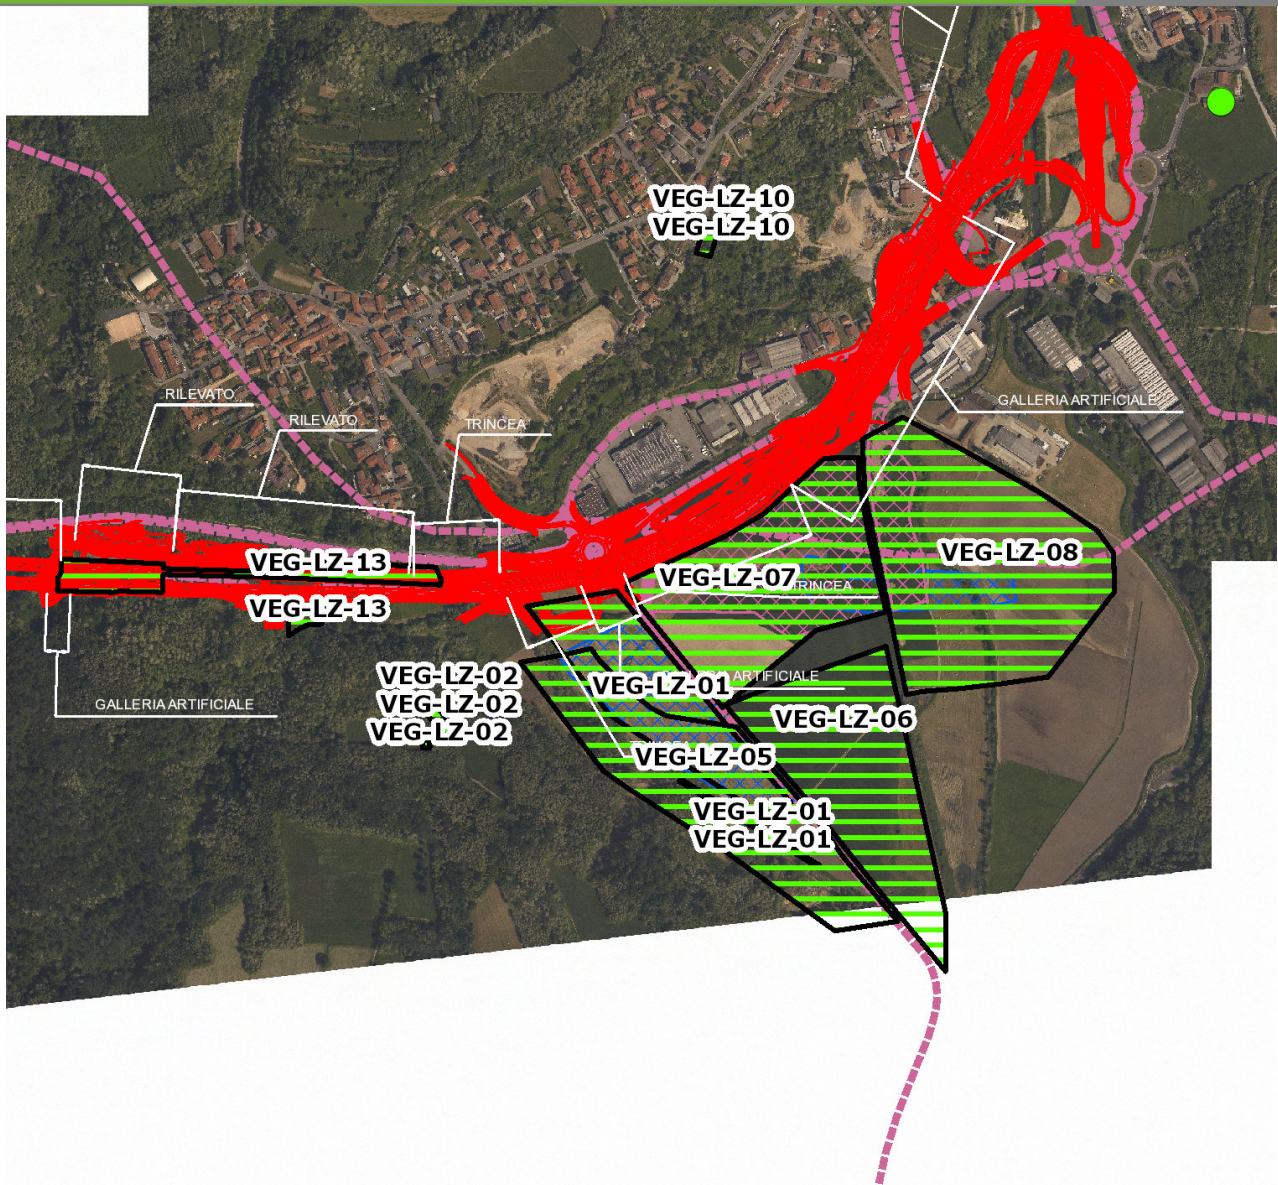 VEG-LZ-10
VEG-LZ-10
RILEVATO
RILEVATO
TRINCEA
GALLERIA ARTIFICIALE
VEG-LZ-13
VEG-LZ-08
VEG-LZ-07
TRINCEA
VEG-LZ-13
VEG-LZ-02
VEG-LZ-01
ARTIFICIALE
VEG-LZ-02
GALLERIA ARTIFICIALE
VEG-LZ-06
VEG-LZ-02
VEG-LZ-05
VEG-LZ-01
VEG-LZ-01